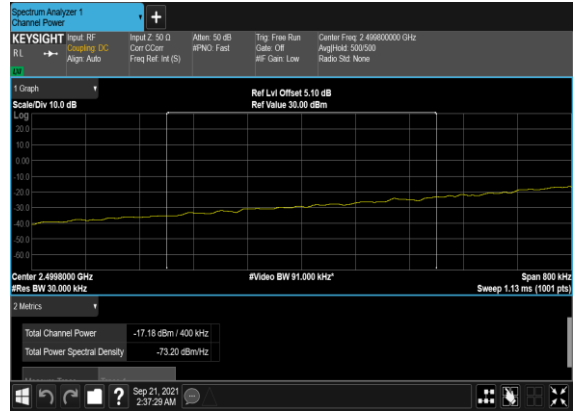 Spectrum Analyzer 1
Channel Power
KEYSIGHT Input: RF Input Z: 50 Ω Atten: 50 dB Trig: Free Run Center Freq: 2.499800000 GHz
RL Coupling: DC Corr CCorr #PNO: Fast Gate: Off Avg|Hold: 500/500
Align: Auto Freq Ref: Int (S) #IF Gain: Low Radio Std: None
1 Graph
Ref Lvl Offset 5.10 dB
Scale/Div 10.0 dB Ref Value 30.00 dBm
Log
20.0
10.0
0.00
-10.0
-20.0
-30.0
-40.0
-50.0
-60.0
Center 2.4998000 GHz #Video BW 91.000 kHz* Span 800 kHz
#Res BW 30.000 kHz Sweep 1.13 ms (1001 pts)
2 Metrics
Total Channel Power -17.18 dBm / 400 kHz
Total Power Spectral Density -73.20 dBm/Hz
Sep 21, 2021
2:37:29 AM